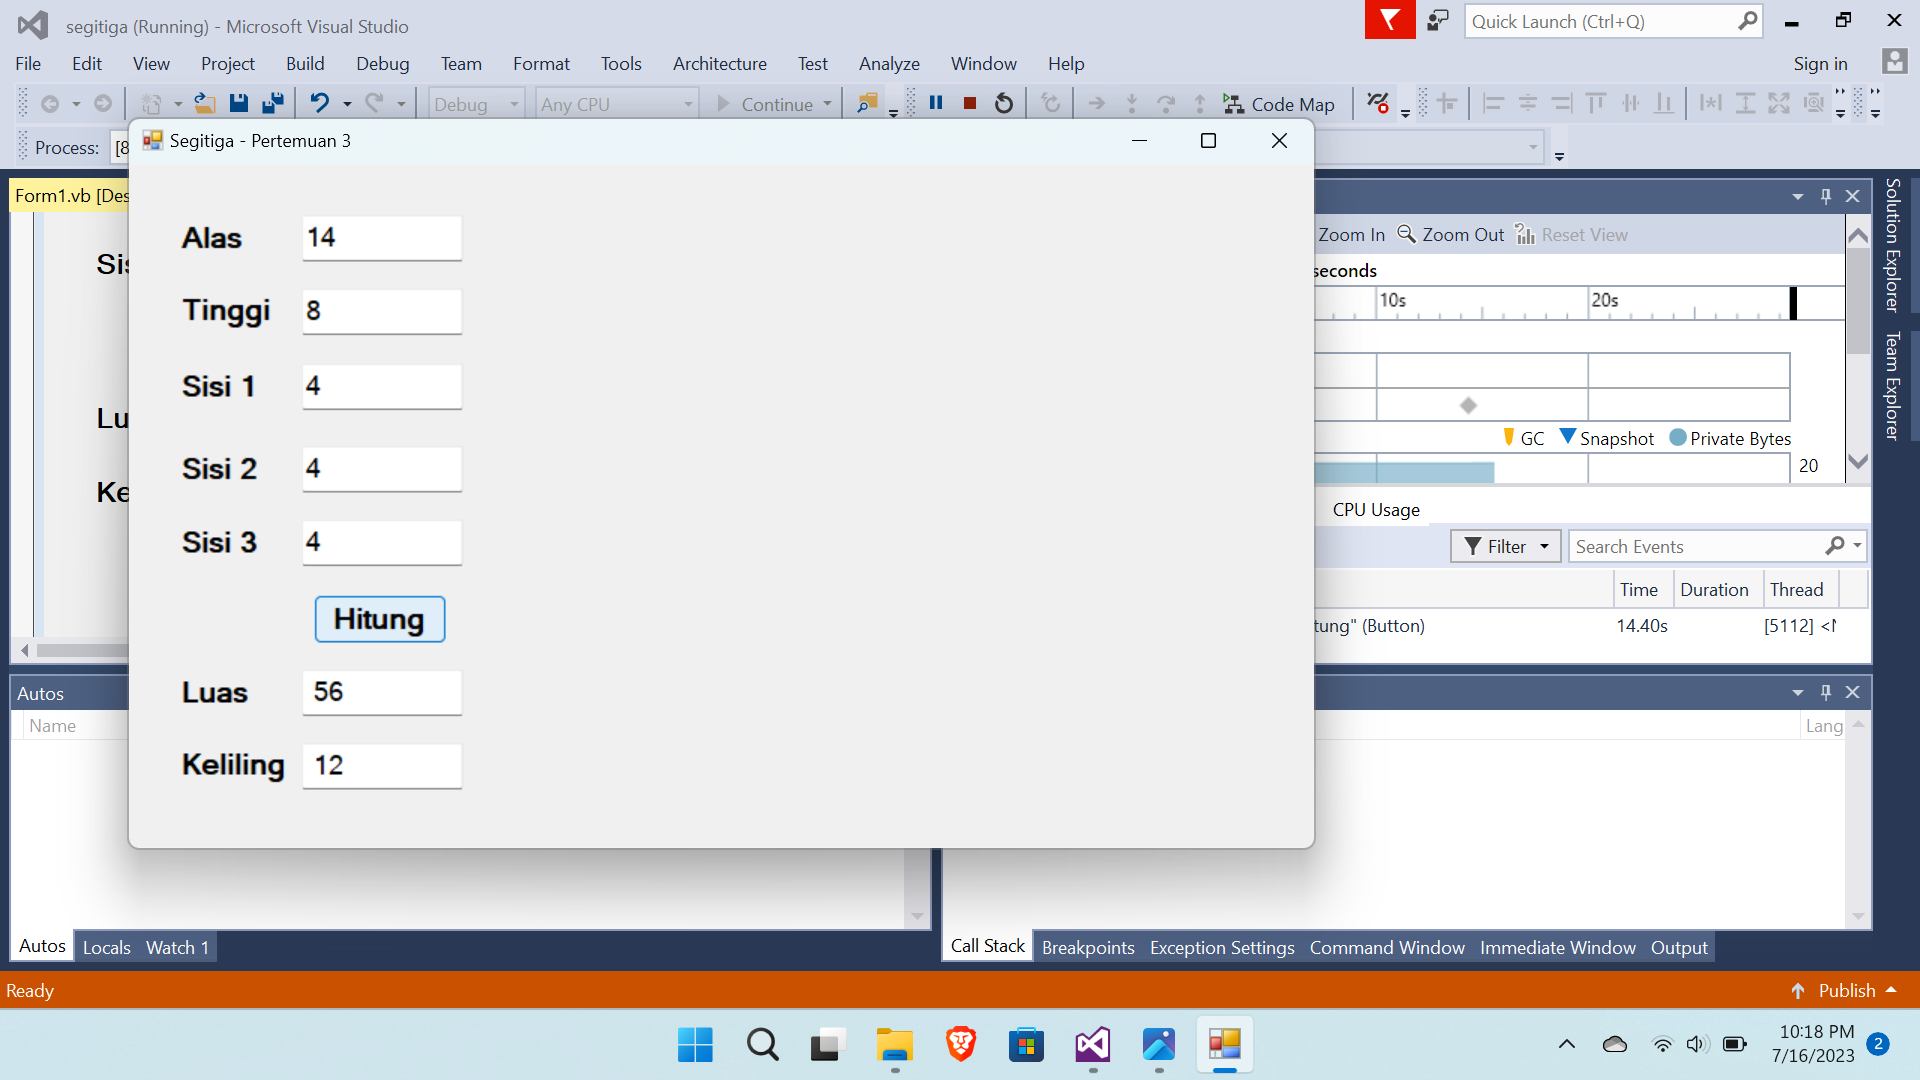 segitiga (Running) - Microsoft Visual Studio
Quick Launch (Ctrl+Q)
File Edit View Project Build Debug Team Format Tools Architecture Test Analyze Window Help
Sign in
Debug Any CPU Continue Code Map
Process: [8
Segitiga - Pertemuan 3
Form1.vb [Des
Sis
Lu
Ke
Alas 14
Tinggi 8
Sisi 1 4
Sisi 2 4
Sisi 3 4
Hitung
Luas 56
Keliling 12
Zoom In Zoom Out Reset View
seconds
10s 20s
GC Snapshot Private Bytes
20
CPU Usage
Filter Search Events
Time Duration Thread
tung" (Button) 14.40s [5112]
Solution Explorer
Team Explorer
Autos
Name
Lang
Autos Locals Watch 1
Call Stack Breakpoints Exception Settings Command Window Immediate Window Output
Ready
Publish
10:18 PM
7/16/2023
2